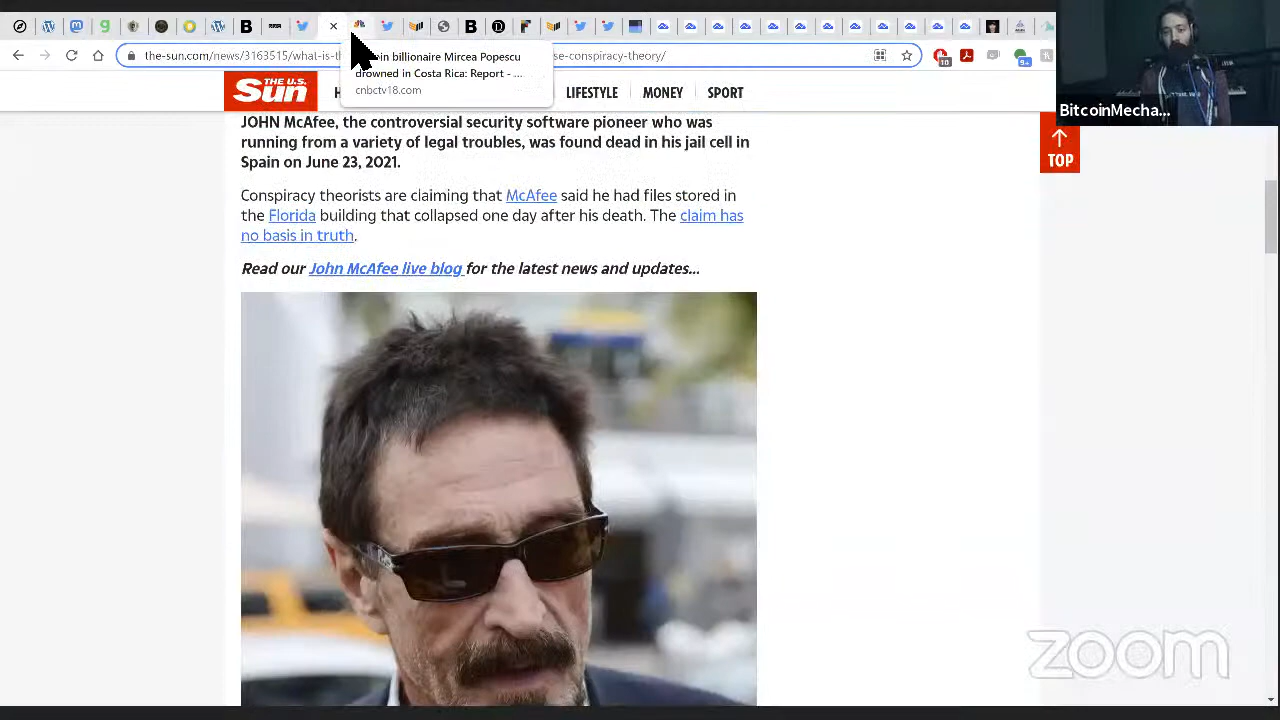 the-sun.com/news/3163515/what-is-th
se-conspiracy-theory/
in billionaire Mircea Popescu
drowned in Costa Rica: Report - ...
cnbctv18.com
10
9+
BitcoinMecha...
THE U.S.
Sun
H
LIFESTYLE
MONEY
SPORT
TOP
JOHN McAfee, the controversial security software pioneer who was
running from a variety of legal troubles, was found dead in his jail cell in
Spain on June 23, 2021.
Conspiracy theorists are claiming that McAfee said he had files stored in
the Florida building that collapsed one day after his death. The claim has
no basis in truth.
Read our John McAfee live blog for the latest news and updates...
zoom